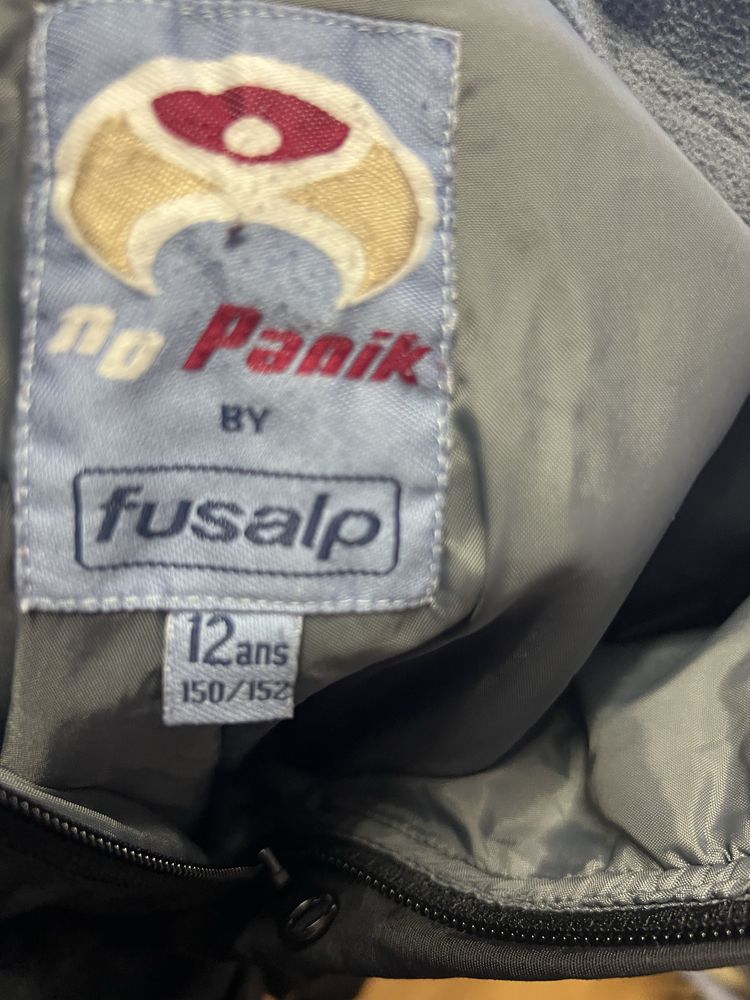 no Panik
BY
fusalp
12ans
150/152